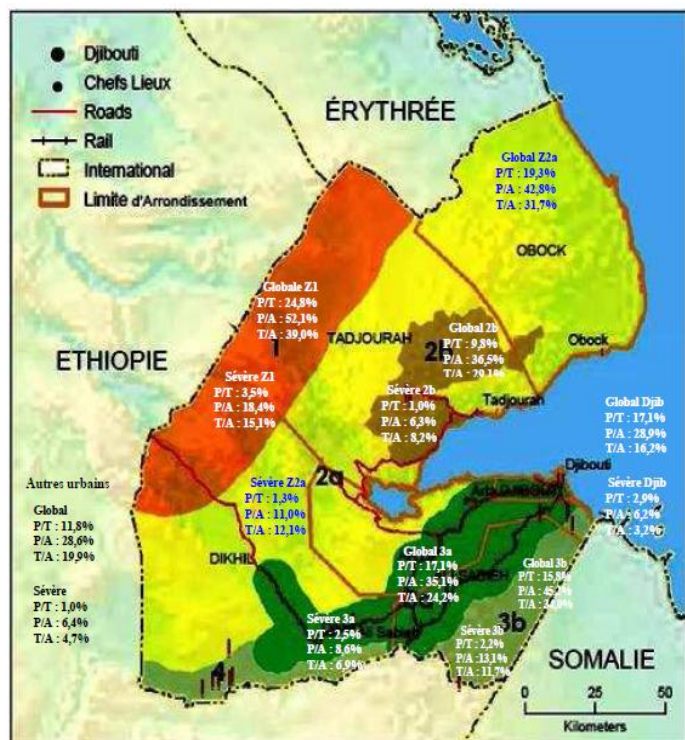 Djibouti
Chefs Lieux
Roads
Rail
International
Limite d'Arrondissement
ÉRYTHRÉE
Global Z2a
P/T : 19,3%
P/A : 42,8%
T/A : 31,7%
OBOCK
Globale Z1
P/T : 24,8%
P/A : 52,1%
T/A : 39,0%
1
TADJOURAH
Global 2b
P/T : 9,8%
P/A : 36,5%
T/A : 29,1%
Obock
ETHIOPIE
Sévère Z1
P/T : 3,5%
P/A : 18,4%
T/A : 15,1%
Sévère 2b
P/T : 1,0%
P/A : 6,3%
T/A : 8,2%
Tadjourah
Global Djib
P/T : 17,1%
P/A : 28,9%
T/A : 16,2%
Djibouti
Autres urbains
Global
P/T : 11,8%
P/A : 28,6%
T/A : 19,9%
Sévère
P/T : 1,0%
P/A : 6,4%
T/A : 4,7%
2a
Sévère Z2a
P/T : 1,3%
P/A : 11,0%
T/A : 12,1%
Sévère Djib
P/T : 2,9%
P/A : 6,2%
T/A : 3,2%
DIKHIL
Global 3a
P/T : 17,1%
P/A : 35,1%
T/A : 24,2%
Global 3b
P/T : 15,8%
Sévère 3a
P/T : 2,5%
P/A : 8,6%
T/A : 6,9%
3b
Sévère 3b
P/T : 2,2%
P/A : 13,1%
T/A : 11,7%
4
SOMALIE
0 25 50
Kilometers